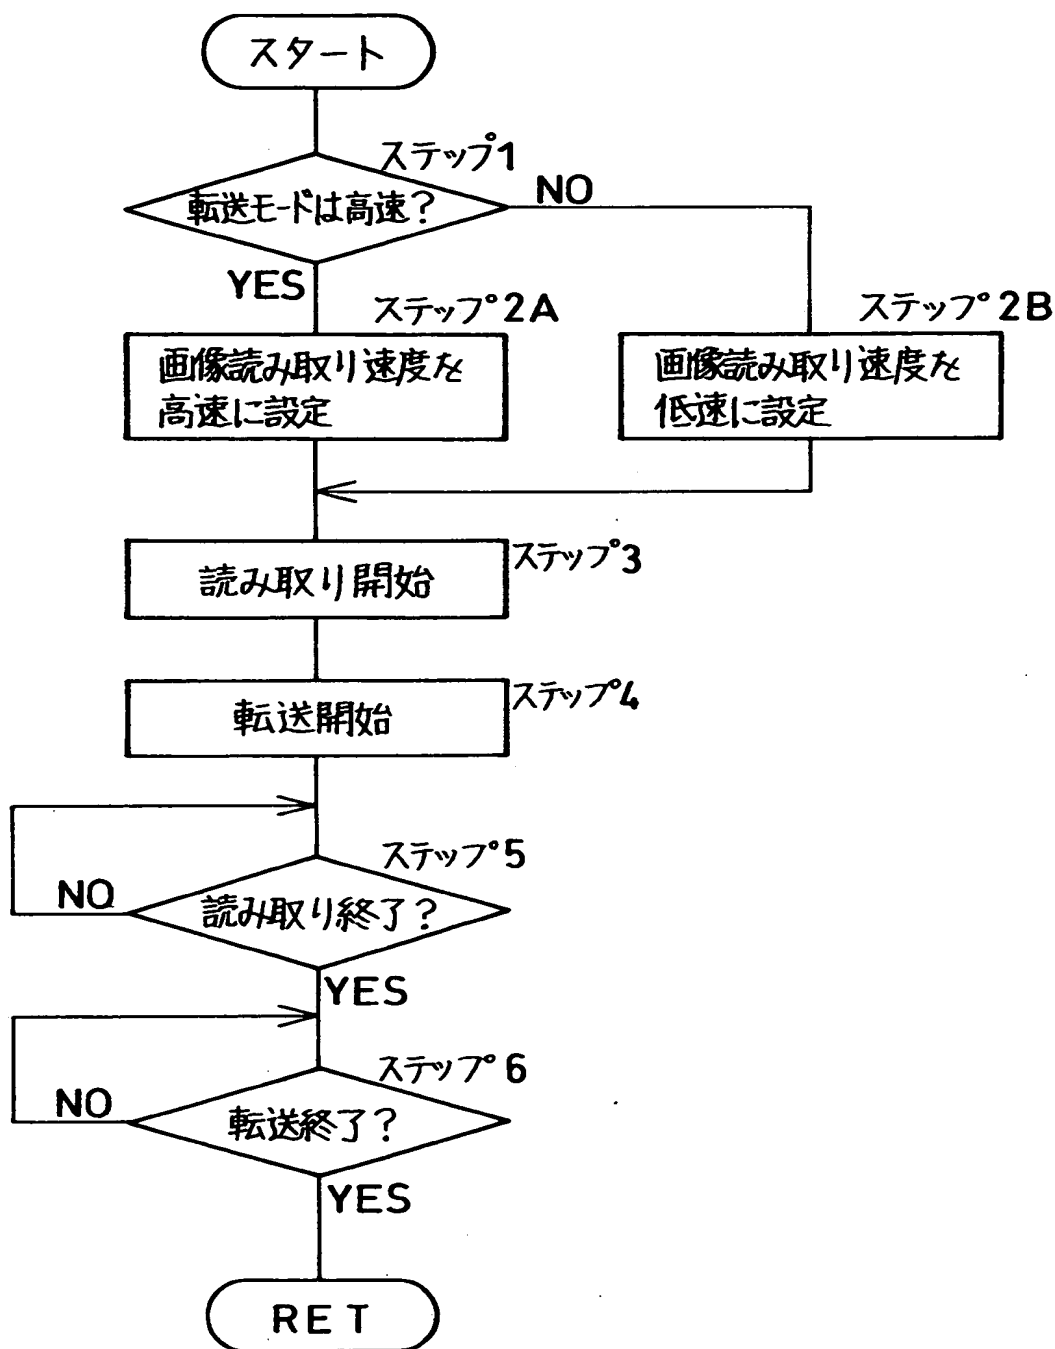 スタート
ステップ1
転送モードは高速?
NO
YES
ステップ2A
ステップ2B
画像読み取り速度を
高速に設定
画像読み取り速度を
低速に設定
ステップ3
読み取り開始
ステップ4
転送開始
ステップ5
NO
読み取り終了?
YES
ステップ6
NO
転送終了?
YES
RET